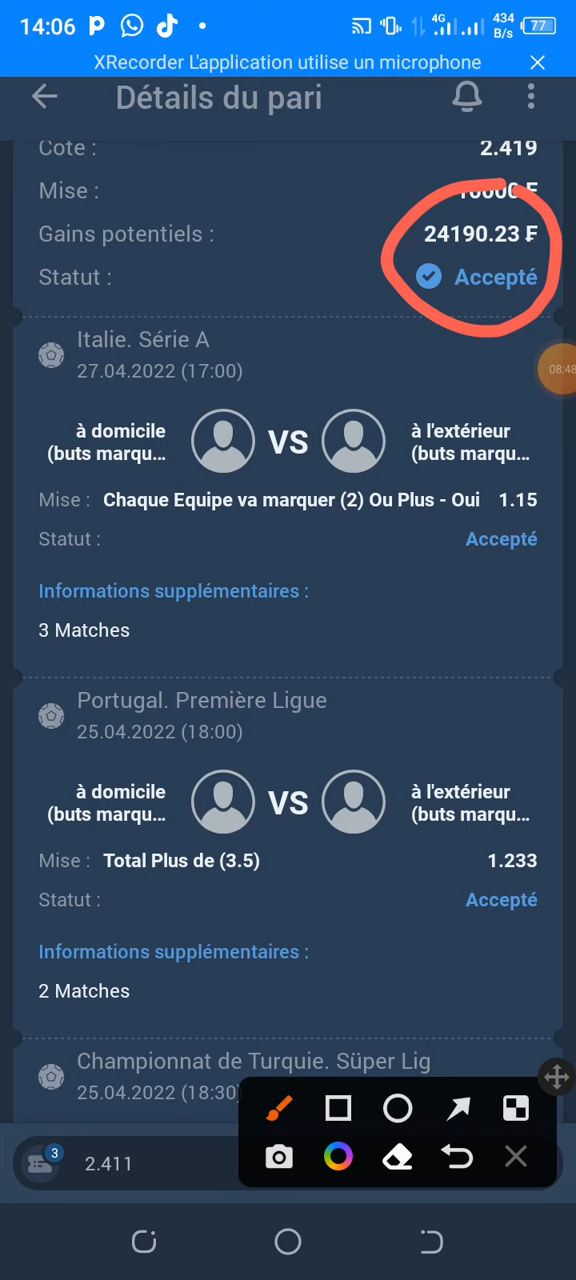 14:06
4G
434
B/s
77
XRecorder L'application utilise un microphone
Détails du pari
Cote :
2.419
Mise :
10000 ₣
Gains potentiels :
24190.23 ₣
Statut :
Accepté
Italie. Série A
27.04.2022 (17:00)
08:48
à domicile
(buts marqu...
VS
à l'extérieur
(buts marqu...
Mise : Chaque Equipe va marquer (2) Ou Plus - Oui 1.15
Statut :
Accepté
Informations supplémentaires :
3 Matches
Portugal. Première Ligue
25.04.2022 (18:00)
à domicile
(buts marqu...
VS
à l'extérieur
(buts marqu...
Mise : Total Plus de (3.5) 1.233
Statut :
Accepté
Informations supplémentaires :
2 Matches
Championnat de Turquie. Süper Lig
25.04.2022 (18:30)
3
2.411